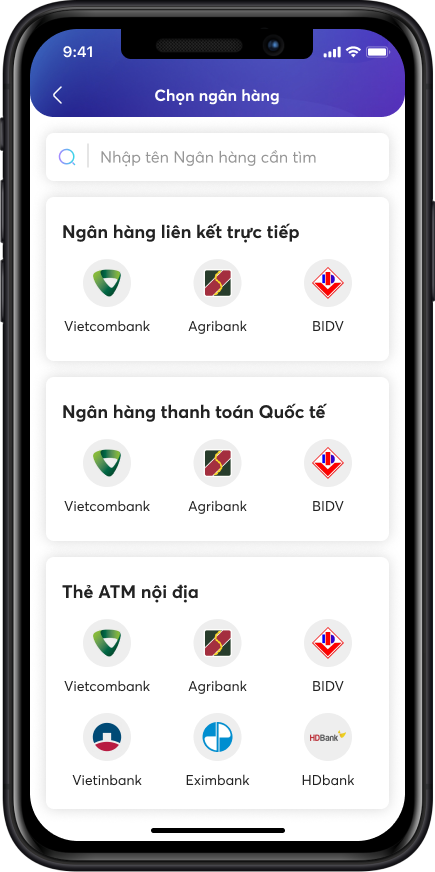 9:41
Chọn ngân hàng
Nhập tên Ngân hàng cần tìm
Ngân hàng liên kết trực tiếp
Vietcombank Agribank BIDV
Ngân hàng thanh toán Quốc tế
Vietcombank Agribank BIDV
Thẻ ATM nội địa
Vietcombank Agribank BIDV
HDBank
Vietinbank Eximbank HDbank